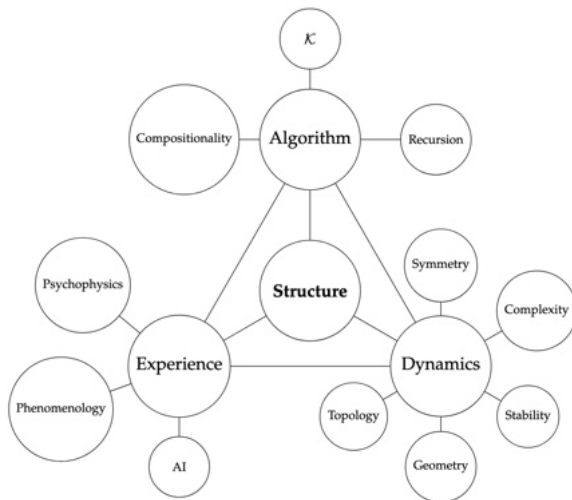 𝒦
Compositionality
Algorithm
Recursion
Symmetry
Psychophysics
Structure
Complexity
Experience
Dynamics
Phenomenology
Topology
Stability
AI
Geometry